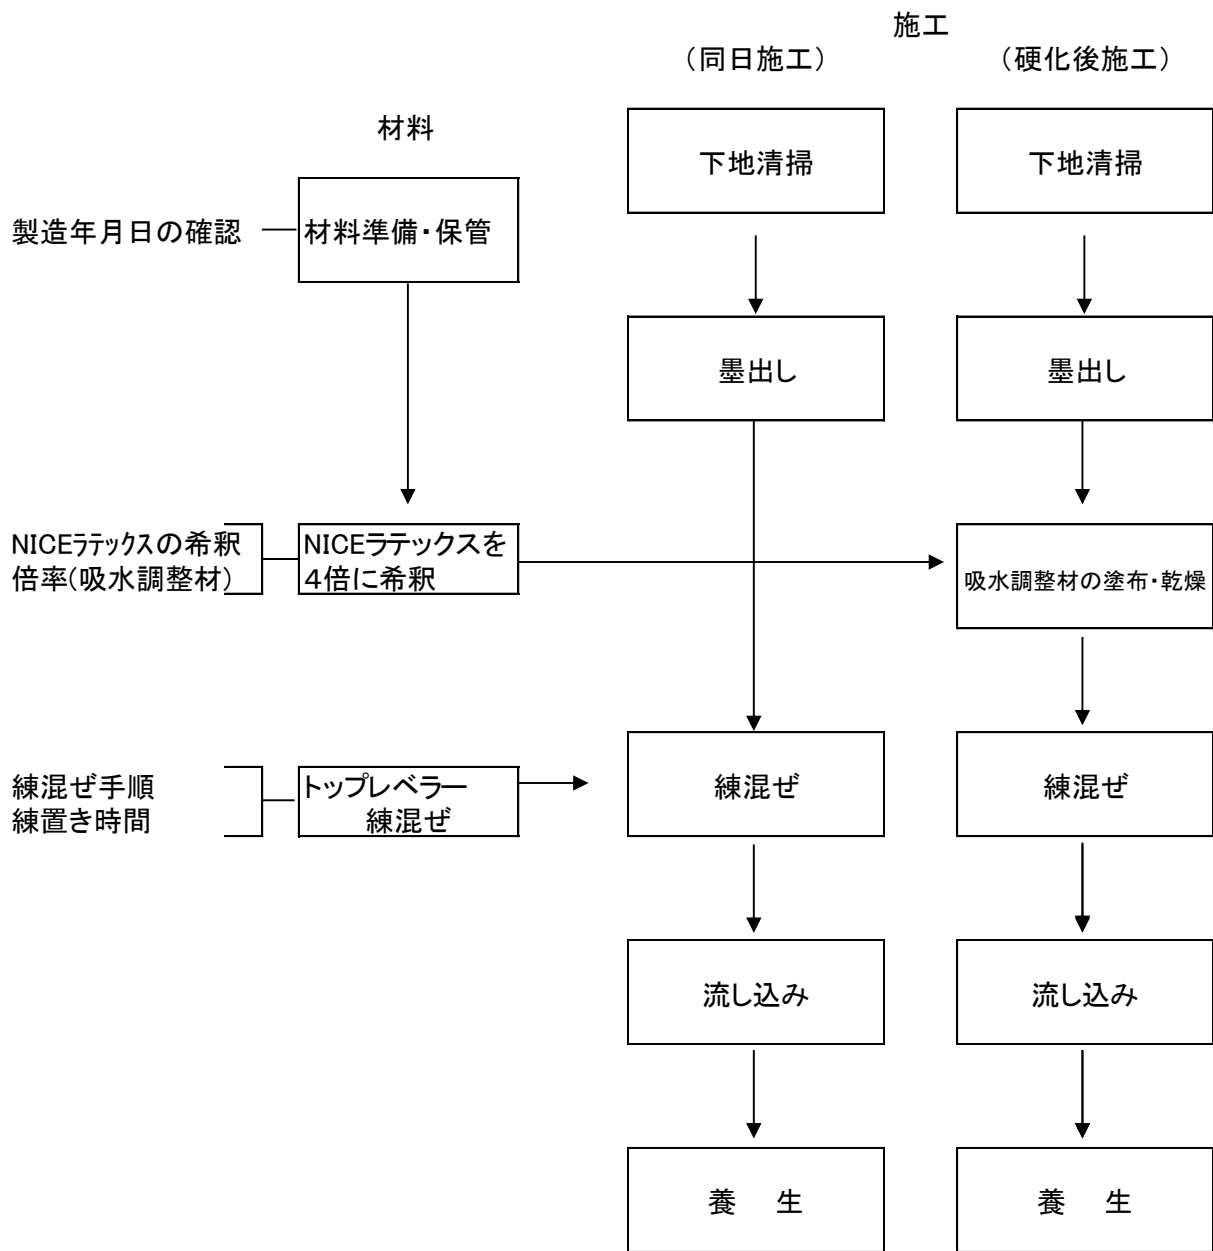 施工
（同日施工）
（硬化後施工）
材料
下地清掃
下地清掃
製造年月日の確認
材料準備・保管
墨出し
墨出し
NICEﾗﾃｯｸｽの希釈
倍率(吸水調整材)
NICEラテックスを
４倍に希釈
吸水調整材の塗布・乾燥
練混ぜ手順
練置き時間
トップレベラー
練混ぜ
練混ぜ
練混ぜ
流し込み
流し込み
養　生
養　生